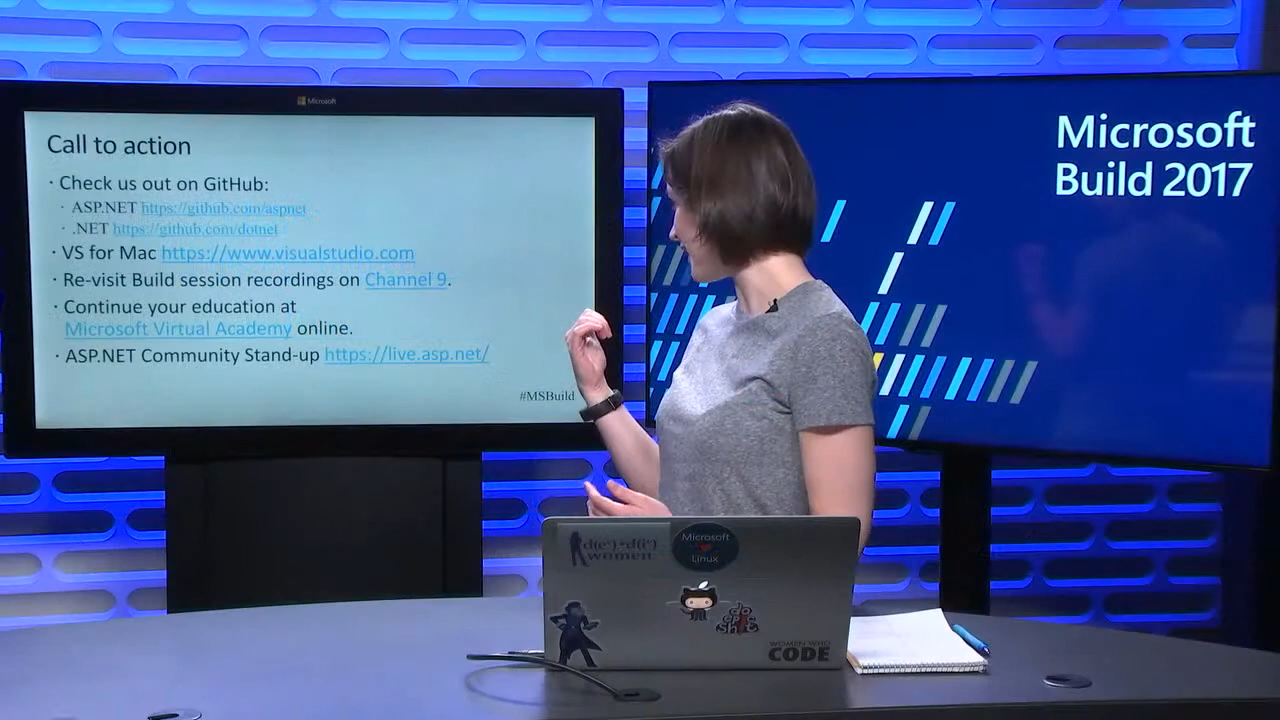 Microsoft
Call to action
· Check us out on GitHub:
· ASP.NET https://github.com/aspnet
· .NET https://github.com/dotnet
· VS for Mac https://www.visualstudio.com
· Re-visit Build session recordings on Channel 9.
· Continue your education at
Microsoft Virtual Academy online.
· ASP.NET Community Stand-up https://live.asp.net/
#MSBuild
Microsoft
Build 2017
women
Microsoft
Linux
do
WOMEN WHO
CODE